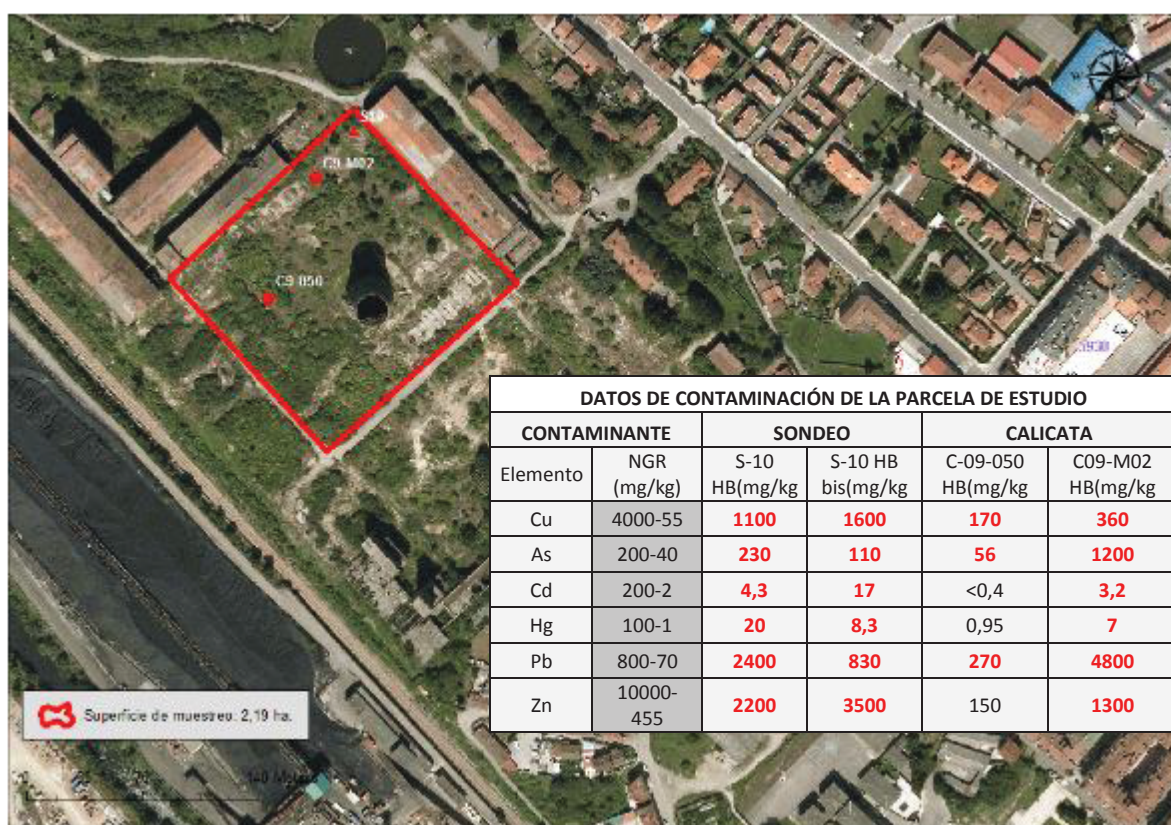 S10
C9 M02
C9 050
DATOS DE CONTAMINACIÓN DE LA PARCELA DE ESTUDIO
CONTAMINANTE SONDEO CALICATA
Elemento NGR (mg/kg) S-10 HB(mg/kg S-10 HB bis(mg/kg C-09-050 HB(mg/kg C09-M02 HB(mg/kg
Cu 4000-55 1100 1600 170 360
As 200-40 230 110 56 1200
Cd 200-2 4,3 17 <0,4 3,2
Hg 100-1 20 8,3 0,95 7
Pb 800-70 2400 830 270 4800
Zn 10000-455 2200 3500 150 1300
Superficie de muestreo: 2,19 ha.
140 Metros